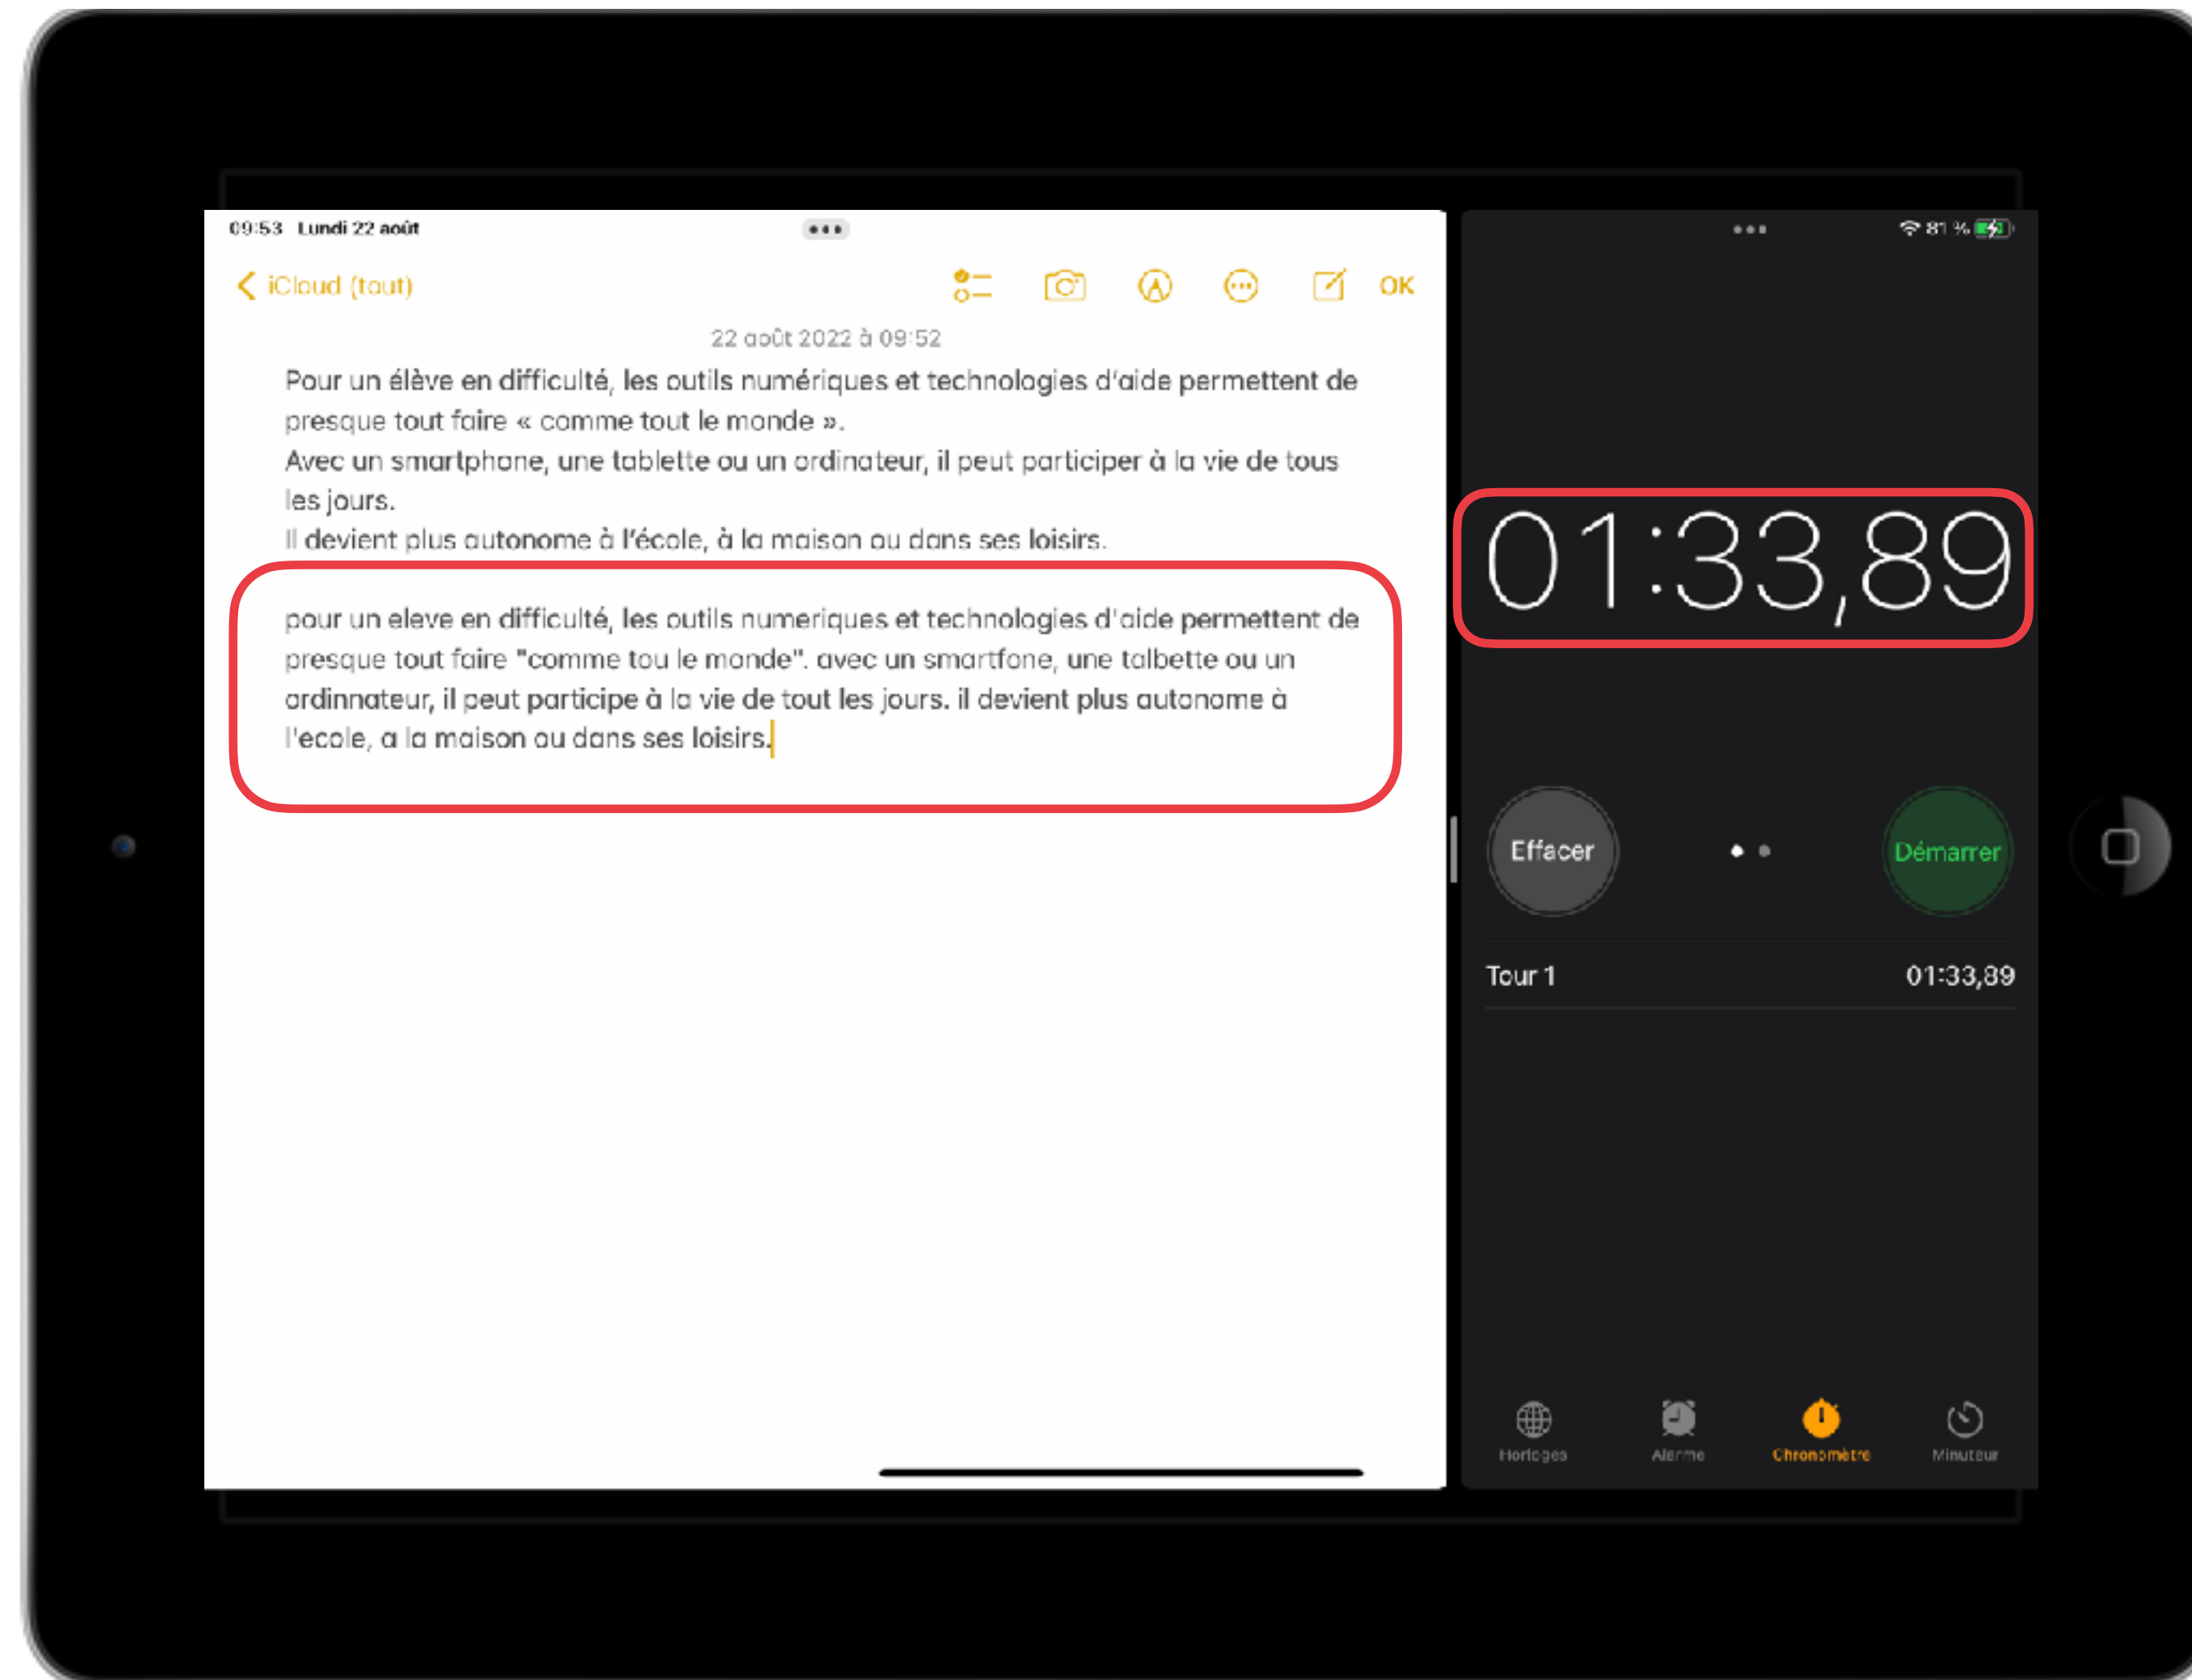 09:53 Lundi 22 août
81 %
iCloud (tout)
OK
22 août 2022 à 09:52
Pour un élève en difficulté, les outils numériques et technologies d’aide permettent de
presque tout faire « comme tout le monde ».
Avec un smartphone, une tablette ou un ordinateur, il peut participer à la vie de tous
les jours.
Il devient plus autonome à l’école, à la maison ou dans ses loisirs.
pour un eleve en difficulté, les outils numeriques et technologies d'aide permettent de
presque tout faire "comme tou le monde". avec un smartfone, une talbette ou un
ordinnateur, il peut participe à la vie de tout les jours. il devient plus autonome à
l'ecole, a la maison ou dans ses loisirs.
01:33,89
Effacer
Démarrer
Tour 1 01:33,89
Horloges
Alarme
Chronomètre
Minuteur